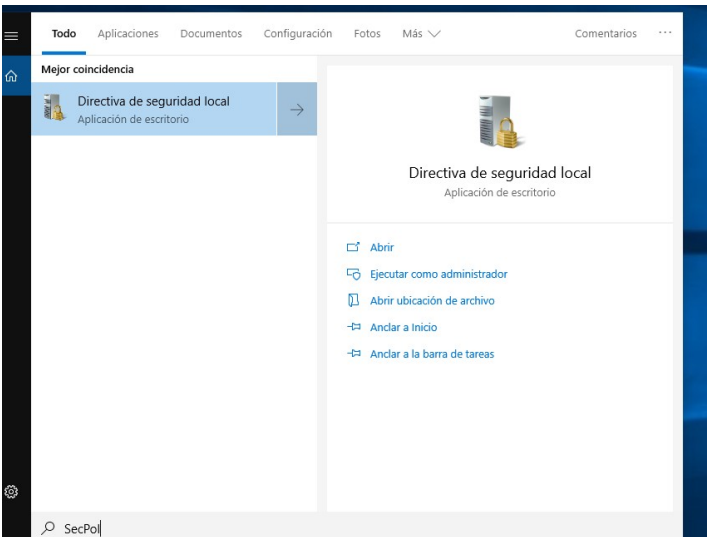 Todo Aplicaciones Documentos Configuración Fotos Más Comentarios ...
Mejor coincidencia
Directiva de seguridad local
Aplicación de escritorio
Directiva de seguridad local
Aplicación de escritorio
Abrir
Ejecutar como administrador
Abrir ubicación de archivo
Anclar a Inicio
Anclar a la barra de tareas
SecPol